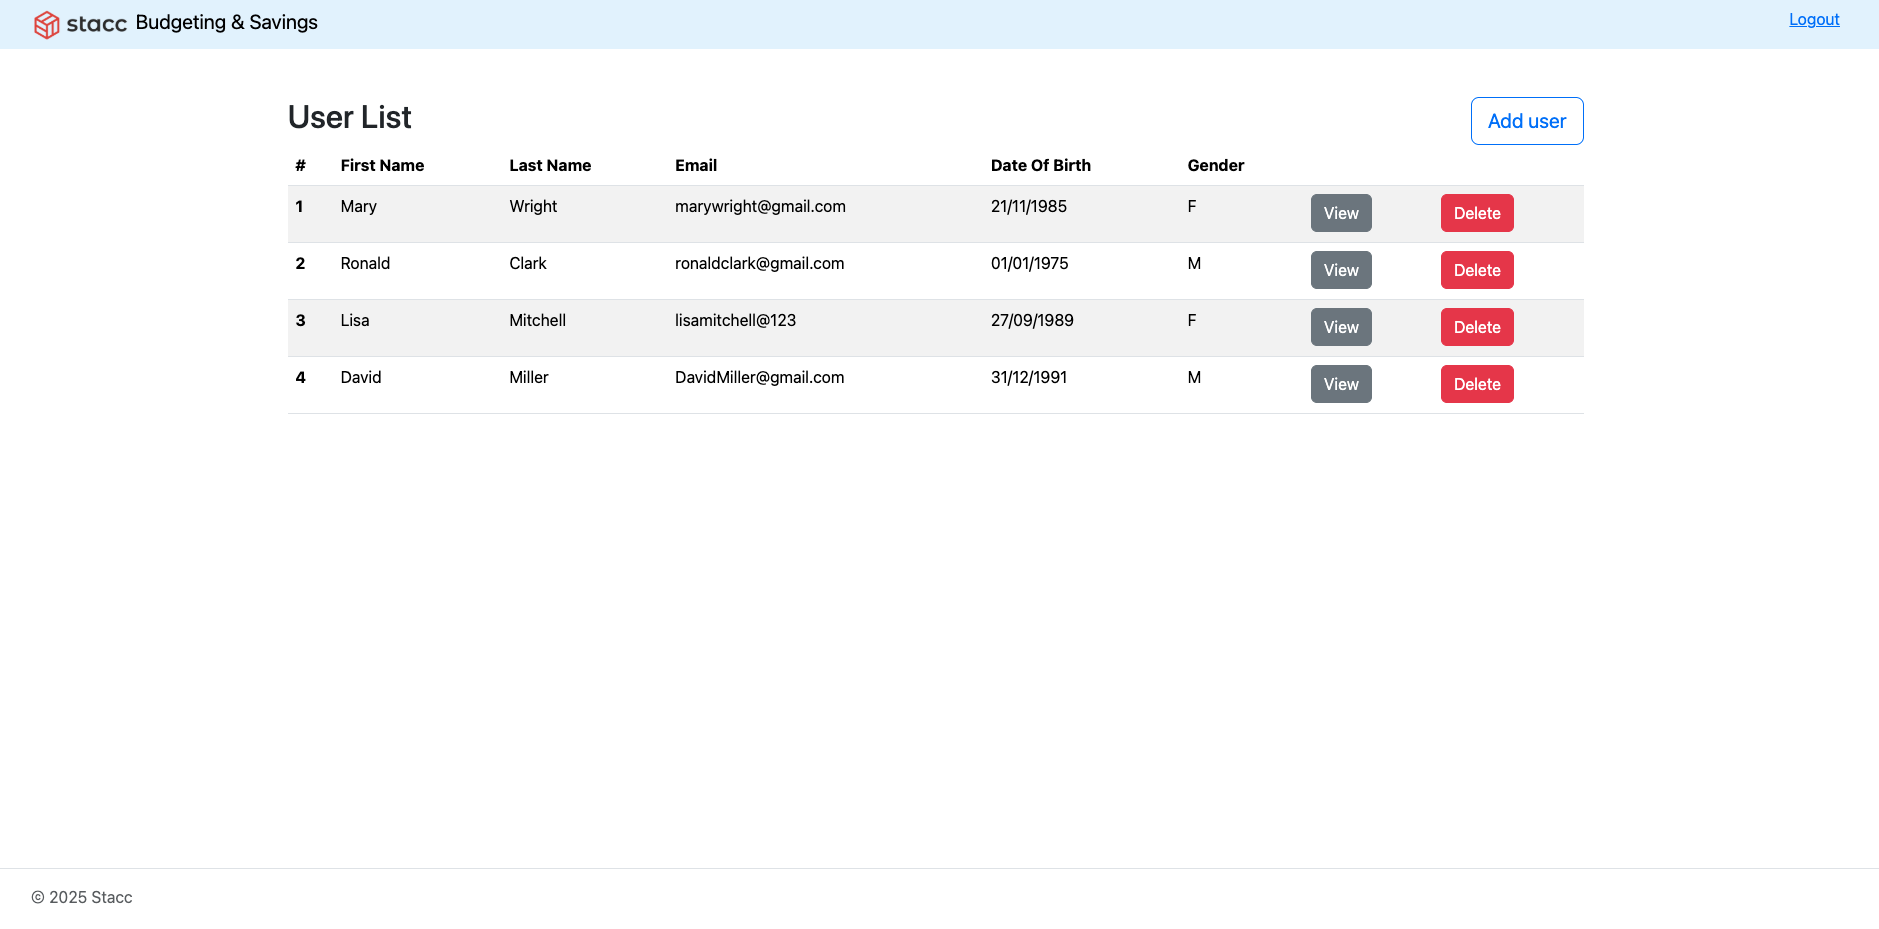 stacc Budgeting & Savings Logout
User List Add user
# First Name Last Name Email Date Of Birth Gender
1 Mary Wright marywright@gmail.com 21/11/1985 F View Delete
2 Ronald Clark ronaldclark@gmail.com 01/01/1975 M View Delete
3 Lisa Mitchell lisamitchell@123 27/09/1989 F View Delete
4 David Miller DavidMiller@gmail.com 31/12/1991 M View Delete
© 2025 Stacc